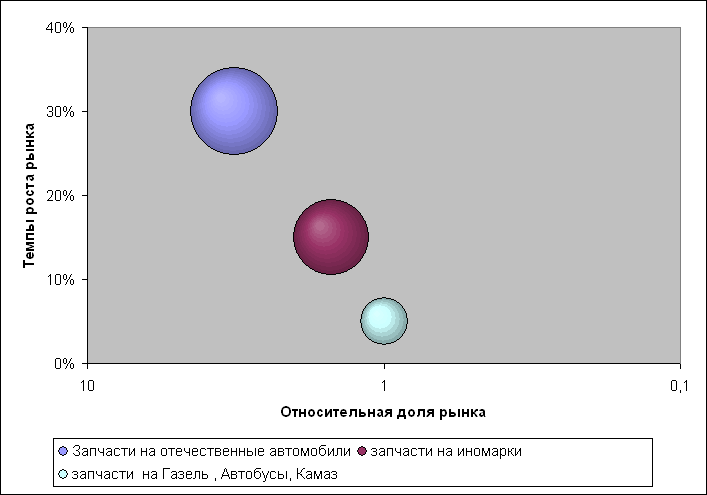 40%
30%
20%
10%
0%
Темпы роста рынка
10
1
0,1
Относительная доля рынка
Запчасти на отечественные автомобили запчасти на иномарки
запчасти на Газель , Автобусы, Камаз